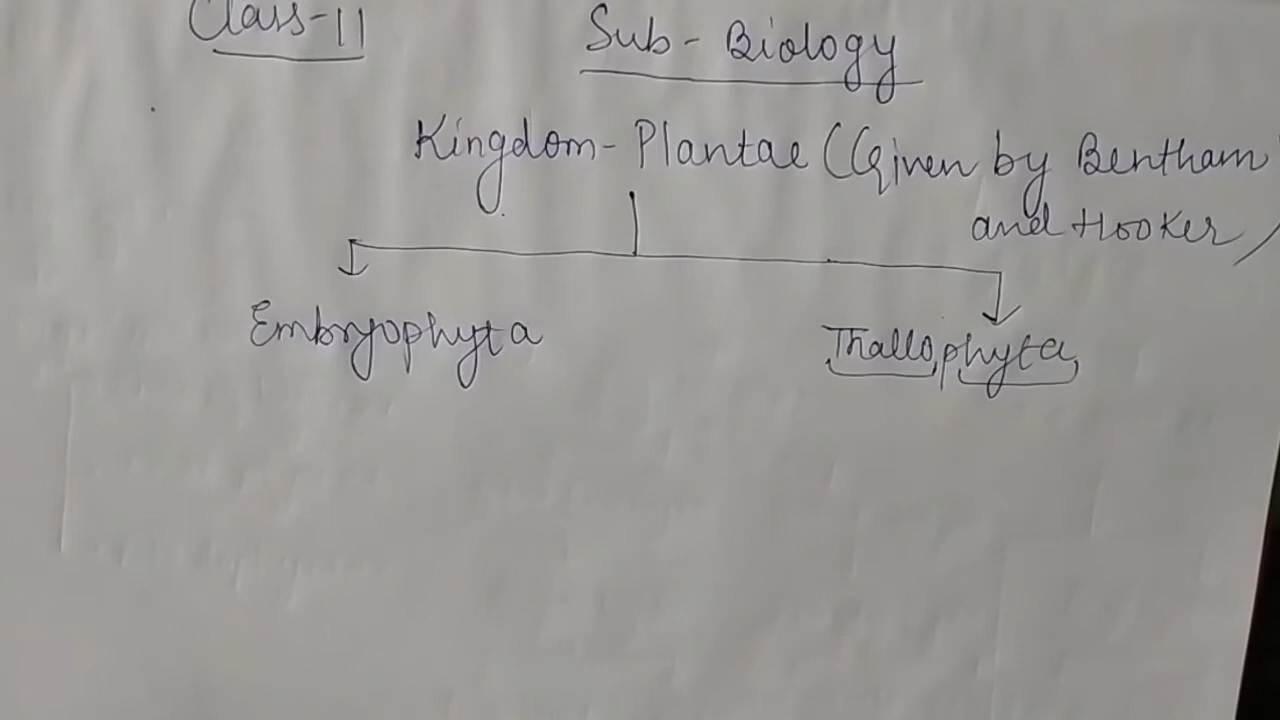 Class-11
Sub-Biology
Kingdom-Plantae (Given by Bentham
and Hooker)
Embryophyta
Thallophyta